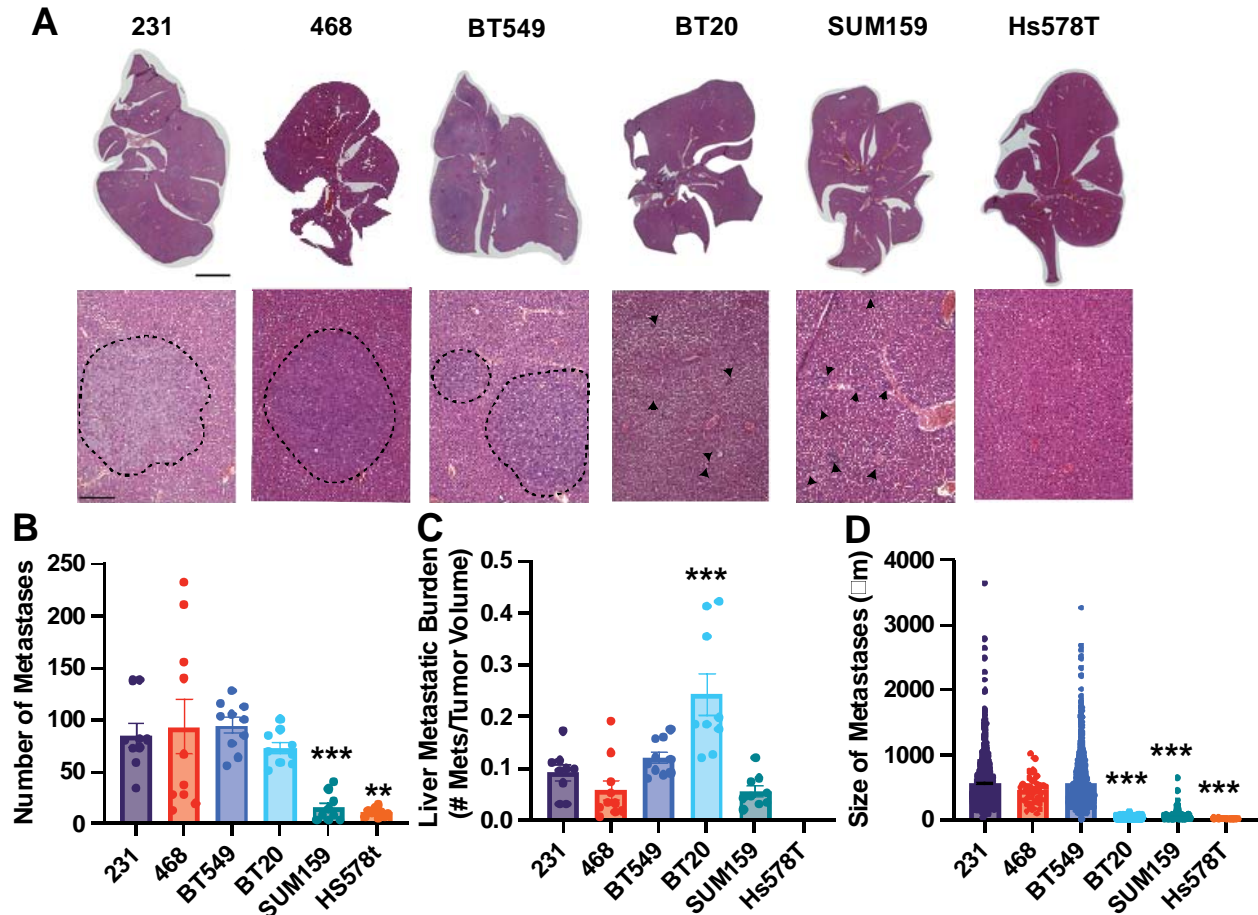 A
231 468 BT549 BT20 SUM159 Hs578T
B
Number of Metastases
250
200
150
100
50
0
***
**
231
468
BT549
BT20
SUM159
HS578t
C
Liver Metastatic Burden
(# Mets/Tumor Volume)
0.5
0.4
0.3
0.2
0.1
0.0
***
231
468
BT549
BT20
SUM159
Hs578T
D
Size of Metastases (□m)
4000
3000
2000
1000
0
***
***
***
231
468
BT549
BT20
SUM159
Hs578T